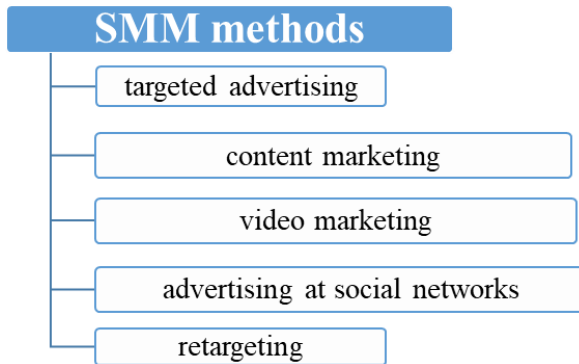 SMM methods
targeted advertising
content marketing
video marketing
advertising at social networks
retargeting